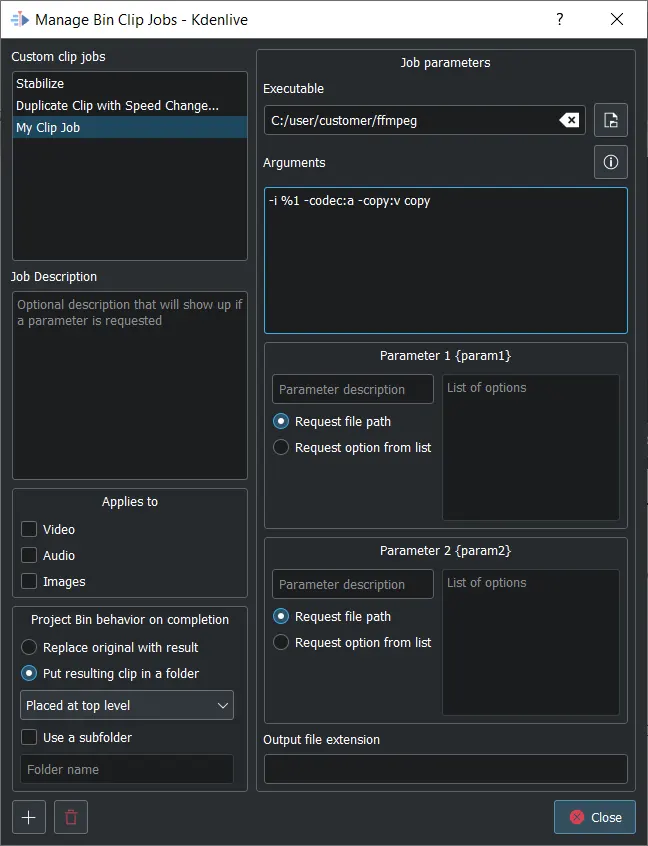 Manage Bin Clip Jobs - Kdenlive
?
Custom clip jobs
Stabilize
Duplicate Clip with Speed Change...
My Clip Job
Job Description
Optional description that will show up if
a parameter is requested
Applies to
Video
Audio
Images
Project Bin behavior on completion
Replace original with result
Put resulting clip in a folder
Placed at top level
Use a subfolder
Folder name
Job parameters
Executable
C:/user/customer/ffmpeg
Arguments
-i %1 -codec:a -copy:v copy
Parameter 1 {param1}
Parameter description
List of options
Request file path
Request option from list
Parameter 2 {param2}
Parameter description
List of options
Request file path
Request option from list
Output file extension
Close